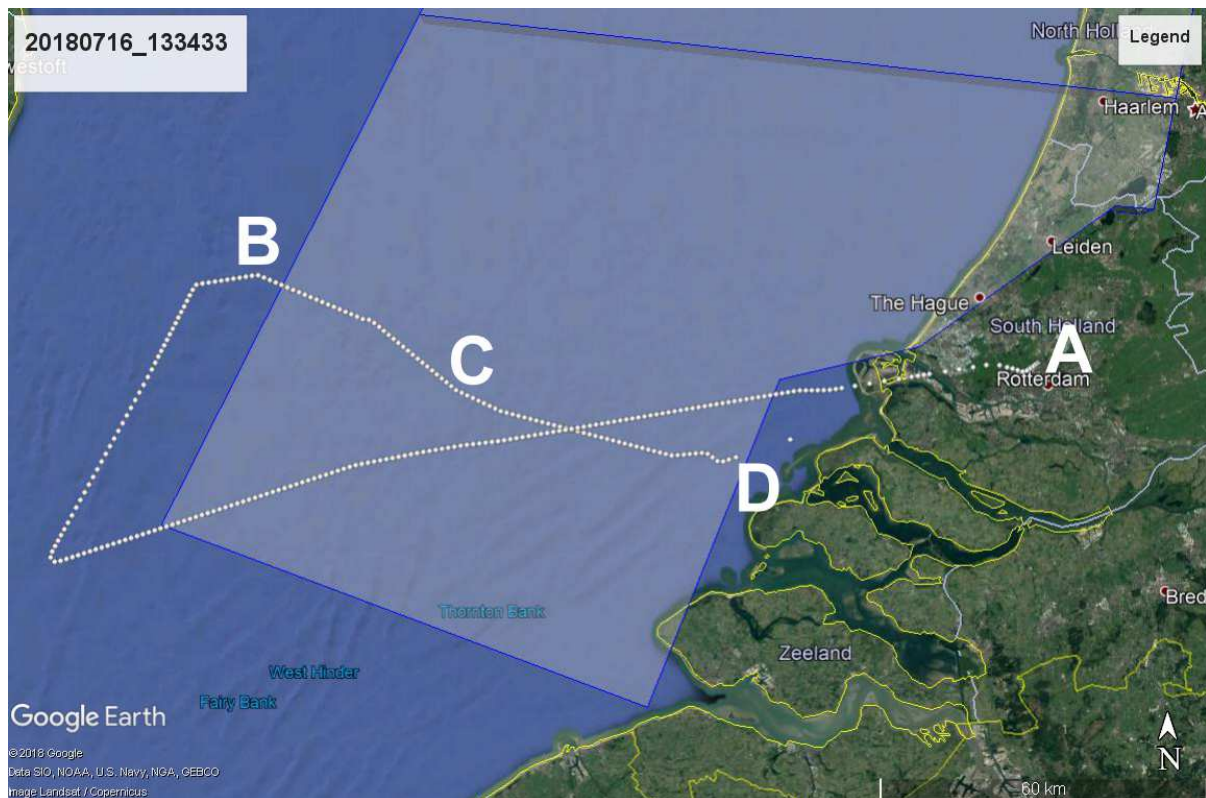 20180716_133433
westoft
North Holl
Legend
Haarlem
A
B
Leiden
The Hague
South Holland
C
A
Rotterdam
D
Thornton Bank
Bred
Zeeland
West Hinder
Fairy Bank
Google Earth
©2018 Google
Data SIO, NOAA, U.S. Navy, NGA, GEBCO
Image Landsat / Copernicus
N
60 km